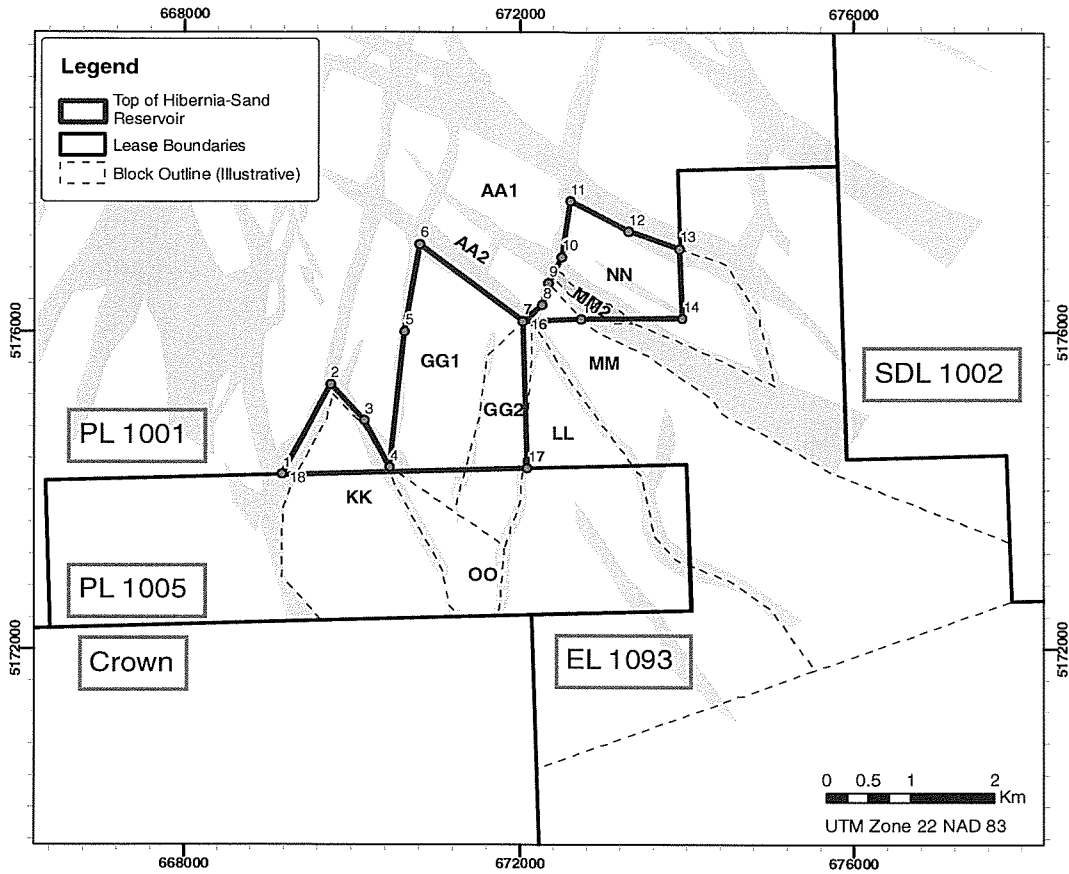 668000
672000
676000
Legend
Top of Hibernia-Sand
Reservoir
Lease Boundaries
Block Outline (Illustrative)
AA1
11
12
13
6
AA2
10
NN
9
MM2
8
7
14
16
5176000
5176000
5
GG1
MM
2
SDL 1002
3
GG2
LL
PL 1001
4
17
1
18
KK
PL 1005
OO
5172000
5172000
Crown
EL 1093
0 0.5 1 2
Km
UTM Zone 22 NAD 83
668000
672000
676000